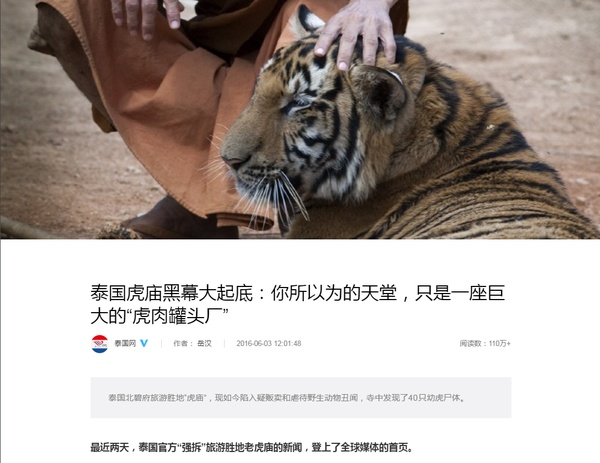 泰国虎庙黑幕大起底：你所以为的天堂，只是一座巨
大的“虎肉罐头厂”
泰国网 作者： 岳汉 2016-06-03 12:01:48 阅读数：110万+
泰国北碧府旅游胜地“虎庙”，现如今陷入疑贩卖和虐待野生动物丑闻，寺中发现了40只幼虎尸体。
最近两天，泰国官方“强拆”旅游胜地老虎庙的新闻，登上了全球媒体的首页。